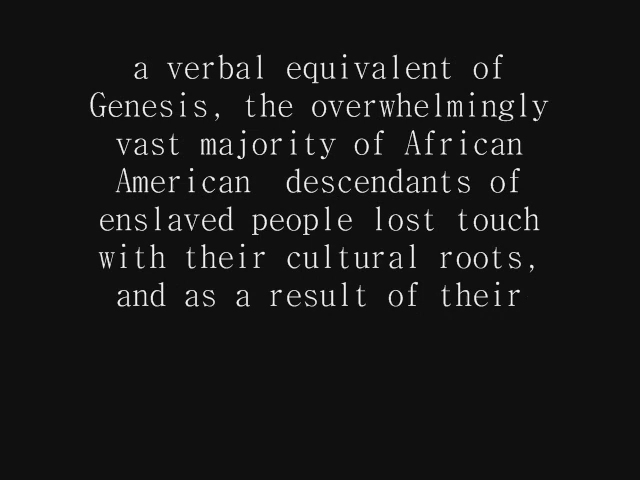 a verbal equivalent of
Genesis, the overwhelmingly
vast majority of African
American  descendants of
enslaved people lost touch
with their cultural roots,
and as a result of their